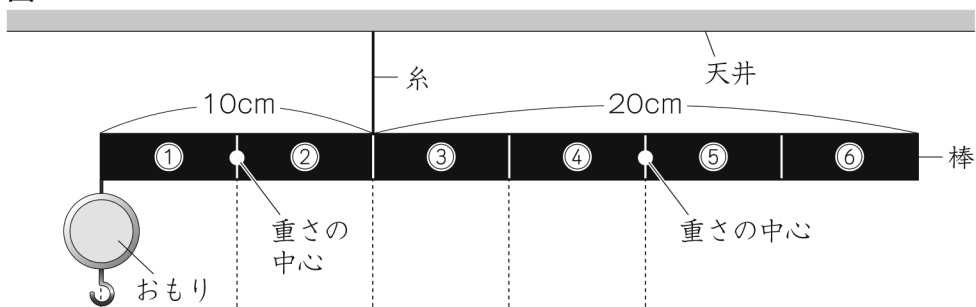 天井
糸
10cm
20cm
① ② ③ ④ ⑤ ⑥
棒
重さの
中心
重さの中心
おもり